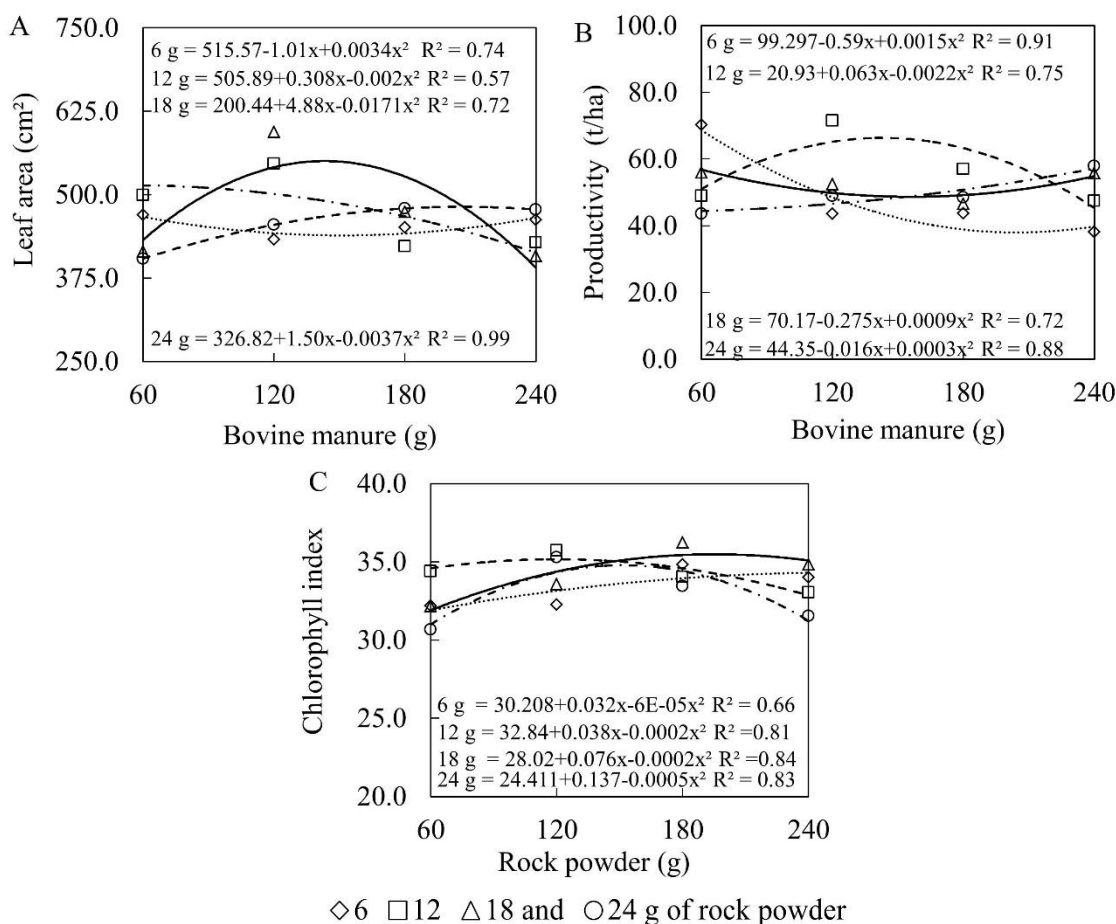 A
750.0
625.0
500.0
375.0
250.0
Leaf area (cm²)
6 g = 515.57-1.01x+0.0034x² R² = 0.74
12 g = 505.89+0.308x-0.002x² R² = 0.57
18 g = 200.44+4.88x-0.0171x² R² = 0.72
24 g = 326.82+1.50x-0.0037x² R² = 0.99
60 120 180 240
Bovine manure (g)
B
100.0
80.0
60.0
40.0
20.0
0.0
Productivity (t/ha)
6 g = 99.297-0.59x+0.0015x² R² = 0.91
12 g = 20.93+0.063x-0.0022x² R² = 0.75
18 g = 70.17-0.275x+0.0009x² R² = 0.72
24 g = 44.35-0.016x+0.0003x² R² = 0.88
60 120 180 240
Bovine manure (g)
C
40.0
35.0
30.0
25.0
20.0
Chlorophyll index
6 g = 30.208+0.032x-6E-05x² R² = 0.66
12 g = 32.84+0.038x-0.0002x² R² =0.81
18 g = 28.02+0.076x-0.0002x² R² = 0.84
24 g = 24.411+0.137-0.0005x² R² = 0.83
60 120 180 240
Rock powder (g)
◇6 □12 △18 and ○24 g of rock powder